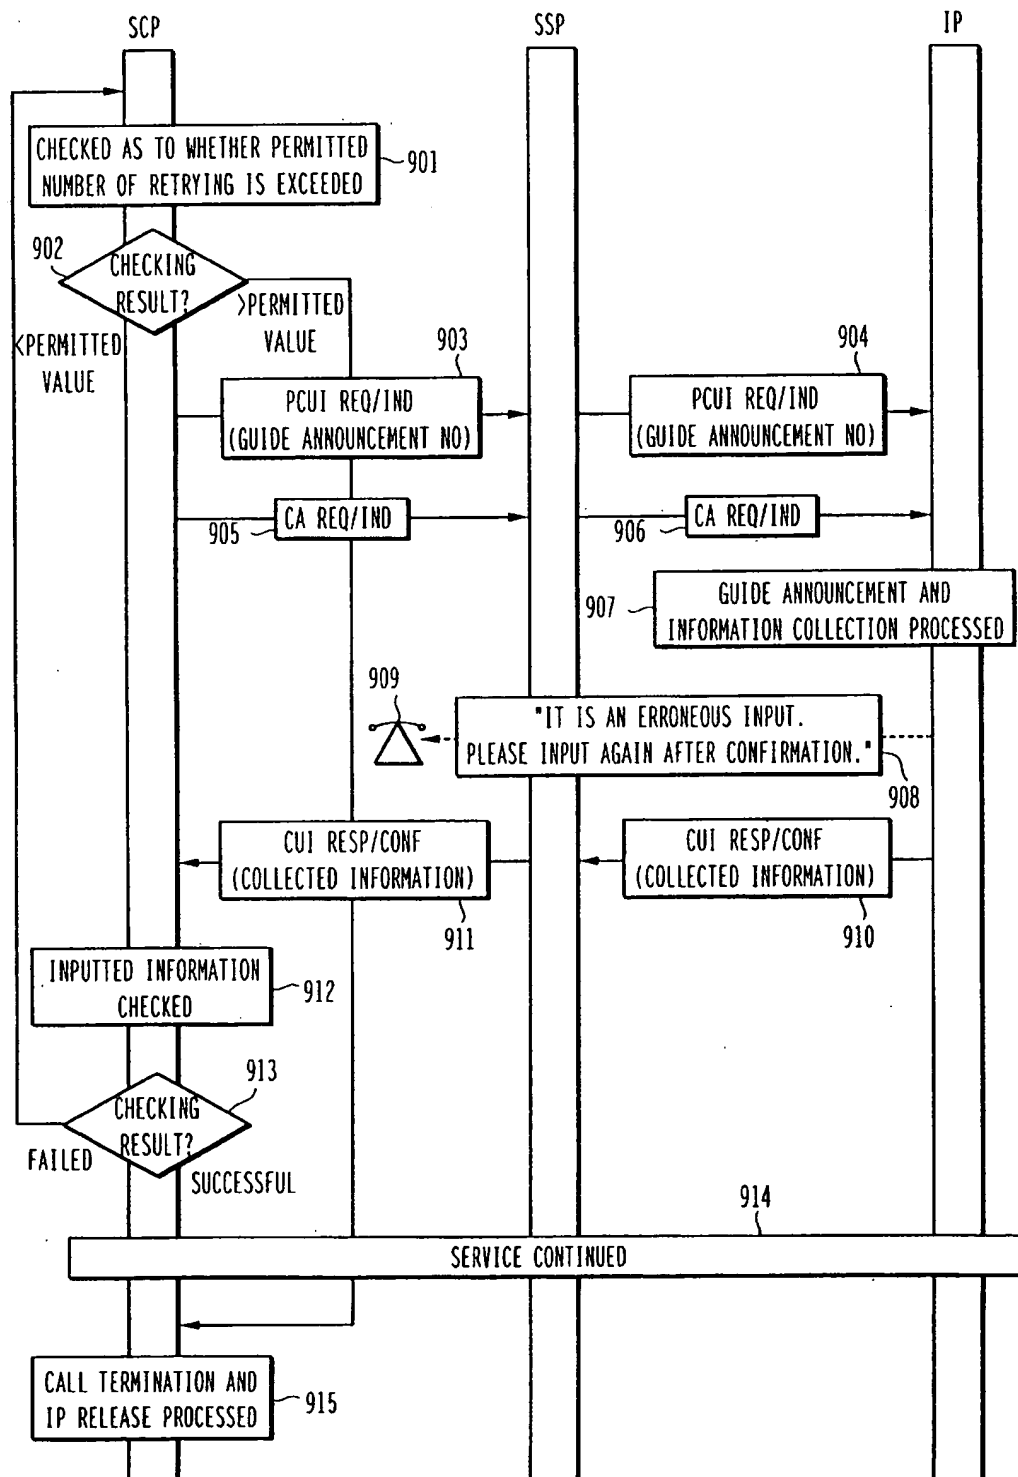 SCP
SSP
IP
CHECKED AS TO WHETHER PERMITTED
NUMBER OF RETRYING IS EXCEEDED
901
902
CHECKING
RESULT?
>PERMITTED
VALUE
<PERMITTED
VALUE
903
PCUI REQ/IND
(GUIDE ANNOUNCEMENT NO)
904
PCUI REQ/IND
(GUIDE ANNOUNCEMENT NO)
905
CA REQ/IND
906
CA REQ/IND
907
GUIDE ANNOUNCEMENT AND
INFORMATION COLLECTION PROCESSED
909
"IT IS AN ERRONEOUS INPUT.
PLEASE INPUT AGAIN AFTER CONFIRMATION."
908
CUI RESP/CONF
(COLLECTED INFORMATION)
911
CUI RESP/CONF
(COLLECTED INFORMATION)
910
INPUTTED INFORMATION
CHECKED
912
913
CHECKING
RESULT?
FAILED
SUCCESSFUL
914
SERVICE CONTINUED
CALL TERMINATION AND
IP RELEASE PROCESSED
915